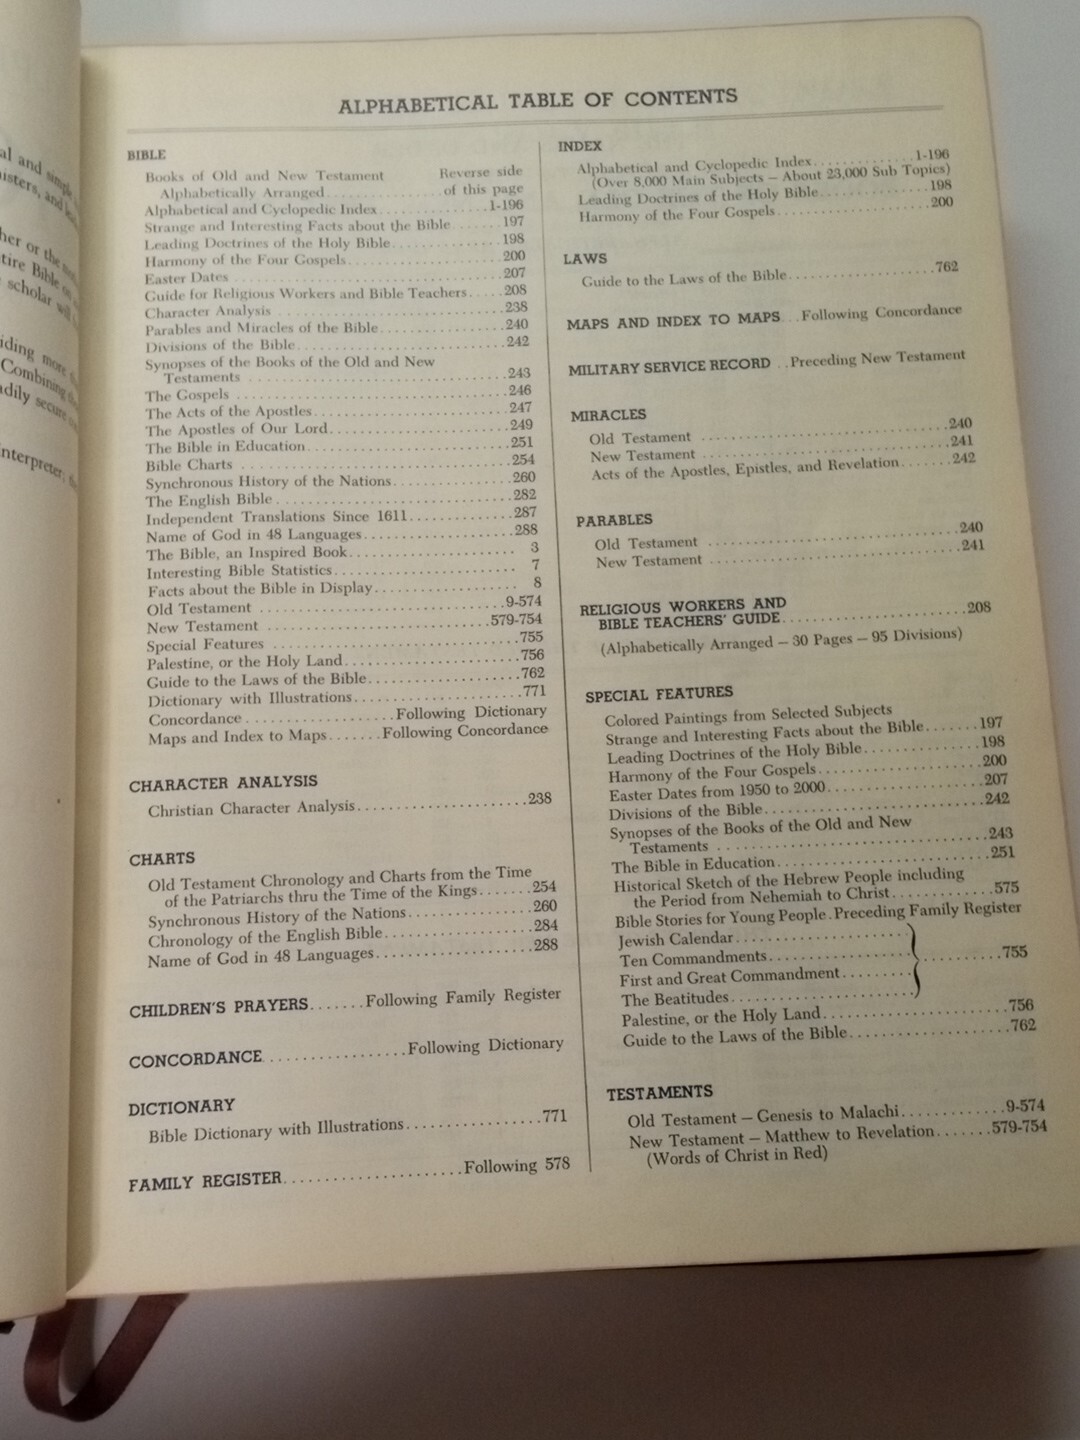 al and simple
her or the
tire Bible
scholar will
iding more
Combining
adily secure
interpreter;
ALPHABETICAL TABLE OF CONTENTS
BIBLE
Books of Old and New Testament Reverse side
Alphabetically Arranged....................of this page
Alphabetical and Cyclopedic Index................1-196
Strange and Interesting Facts about the Bible ......197
Leading Doctrines of the Holy Bible...............198
Harmony of the Four Gospels......................200
Easter Dates .....................................207
Guide for Religious Workers and Bible Teachers.....208
Character Analysis ...............................238
Parables and Miracles of the Bible................240
Divisions of the Bible............................242
Synopses of the Books of the Old and New
Testaments ...................................243
The Gospels ......................................246
The Acts of the Apostles..........................247
The Apostles of Our Lord..........................249
The Bible in Education............................251
Bible Charts .....................................254
Synchronous History of the Nations................260
The English Bible.................................282
Independent Translations Since 1611...............287
Name of God in 48 Languages.......................288
The Bible, an Inspired Book....................... 3
Interesting Bible Statistics...................... 7
Facts about the Bible in Display.................. 8
Old Testament ..................................9-574
New Testament ................................579-754
Special Features .................................755
Palestine, or the Holy Land.......................756
Guide to the Laws of the Bible....................762
Dictionary with Illustrations.....................771
Concordance...................Following Dictionary
Maps and Index to Maps.......Following Concordance
CHARACTER ANALYSIS
Christian Character Analysis......................238
CHARTS
Old Testament Chronology and Charts from the Time
of the Patriarchs thru the Time of the Kings.......254
Synchronous History of the Nations................260
Chronology of the English Bible...................284
Name of God in 48 Languages.......................288
CHILDREN'S PRAYERS.......Following Family Register
CONCORDANCE.................Following Dictionary
DICTIONARY
Bible Dictionary with Illustrations................771
FAMILY REGISTER......................Following 578
INDEX
Alphabetical and Cyclopedic Index............1-196
(Over 8,000 Main Subjects – About 23,000 Sub Topics)
Leading Doctrines of the Holy Bible.............198
Harmony of the Four Gospels....................200
LAWS
Guide to the Laws of the Bible..................762
MAPS AND INDEX TO MAPS...Following Concordance
MILITARY SERVICE RECORD ..Preceding New Testament
MIRACLES
Old Testament ..................................240
New Testament ..................................241
Acts of the Apostles, Epistles, and Revelation.......242
PARABLES
Old Testament ..................................240
New Testament ..................................241
RELIGIOUS WORKERS AND
BIBLE TEACHERS' GUIDE.......................208
(Alphabetically Arranged – 30 Pages – 95 Divisions)
SPECIAL FEATURES
Colored Paintings from Selected Subjects
Strange and Interesting Facts about the Bible.......197
Leading Doctrines of the Holy Bible...............198
Harmony of the Four Gospels......................200
Easter Dates from 1950 to 2000....................207
Divisions of the Bible............................242
Synopses of the Books of the Old and New
Testaments ...................................243
The Bible in Education............................251
Historical Sketch of the Hebrew People including
the Period from Nehemiah to Christ.............575
Bible Stories for Young People.Preceding Family Register
Jewish Calendar.......................
Ten Commandments...................
First and Great Commandment.........
The Beatitudes........................
..........755
Palestine, or the Holy Land.......................756
Guide to the Laws of the Bible....................762
TESTAMENTS
Old Testament – Genesis to Malachi.............9-574
New Testament – Matthew to Revelation.......579-754
(Words of Christ in Red)